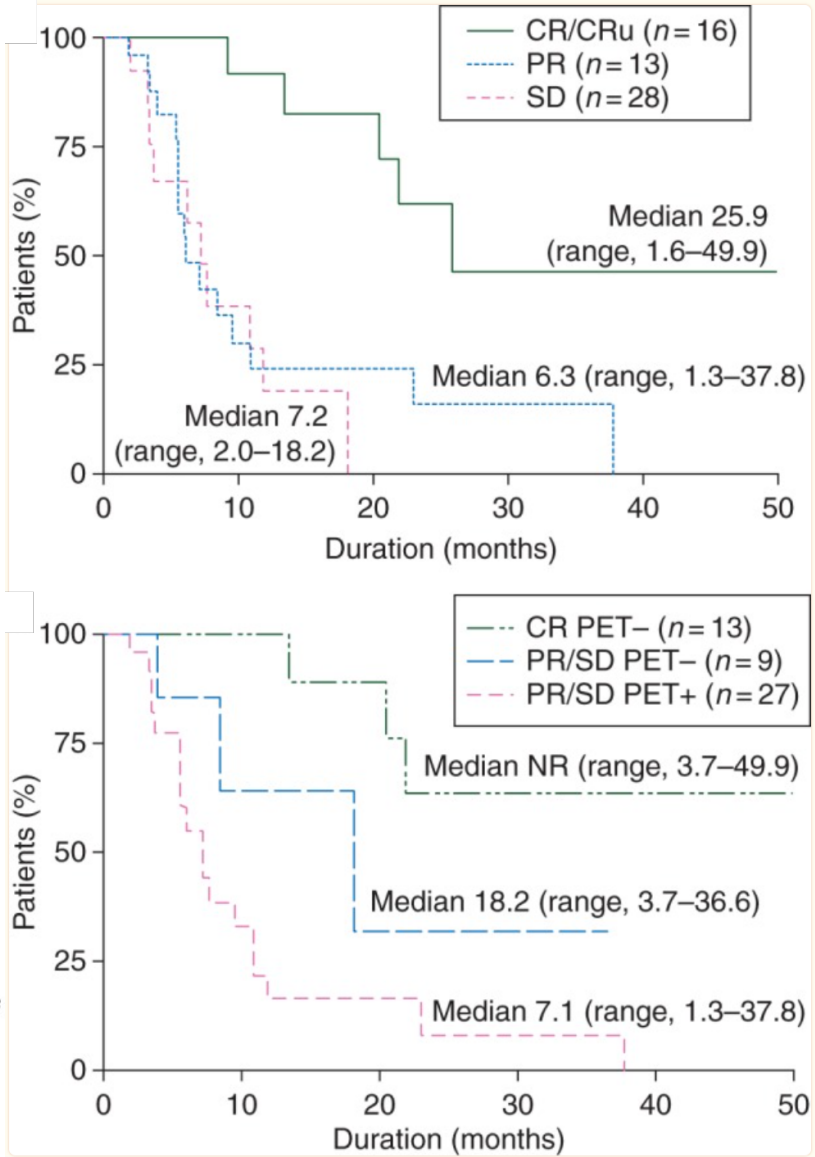 100
75
50
25
0
Patients (%)
CR/CRu (n = 16)
PR (n = 13)
SD (n = 28)
Median 25.9
(range, 1.6–49.9)
Median 6.3 (range, 1.3–37.8)
Median 7.2
(range, 2.0–18.2)
0 10 20 30 40 50
Duration (months)
100
75
50
25
0
Patients (%)
CR PET– (n = 13)
PR/SD PET– (n = 9)
PR/SD PET+ (n = 27)
Median NR (range, 3.7–49.9)
Median 18.2 (range, 3.7–36.6)
Median 7.1 (range, 1.3–37.8)
0 10 20 30 40 50
Duration (months)